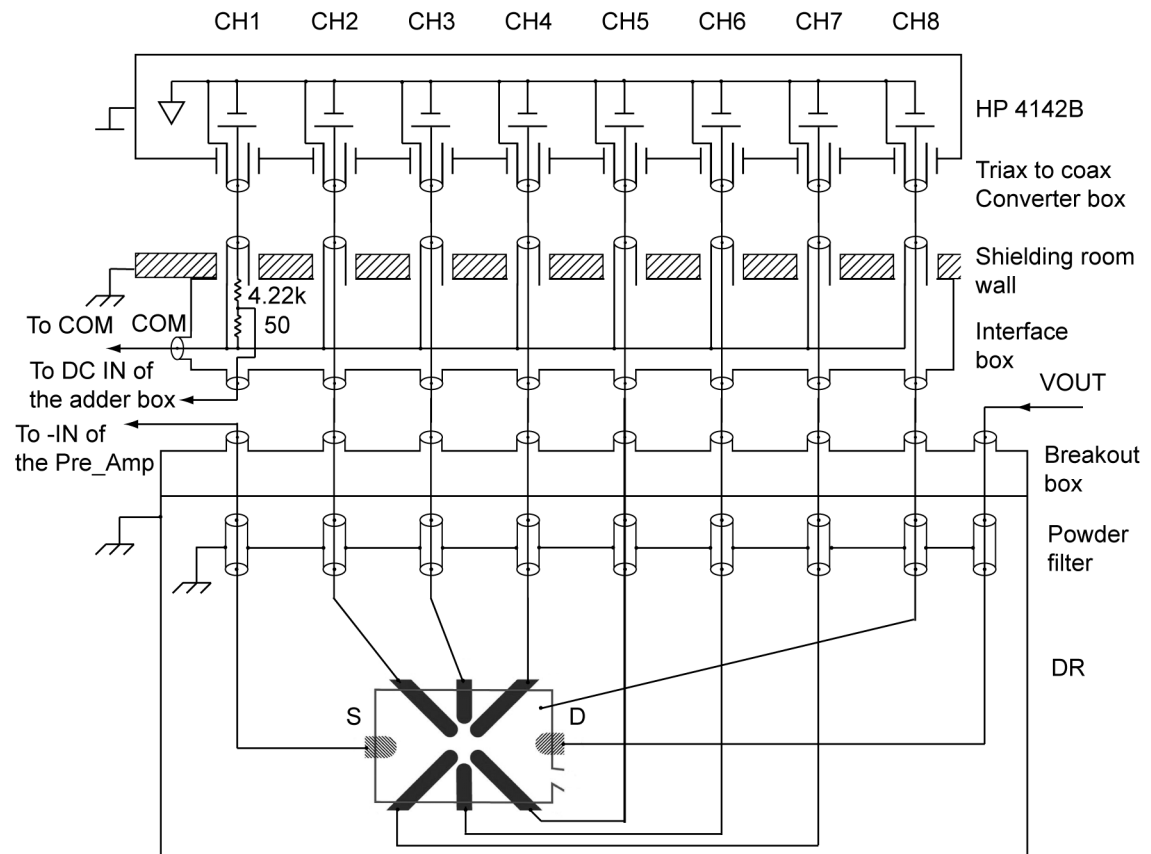 CH1 CH2 CH3 CH4 CH5 CH6 CH7 CH8
HP 4142B
Triax to coax
Converter box
Shielding room
wall
4.22k
50
To COM COM
Interface
box
To DC IN of
the adder box
VOUT
To -IN of
the Pre_Amp
Breakout
box
Powder
filter
DR
S
D